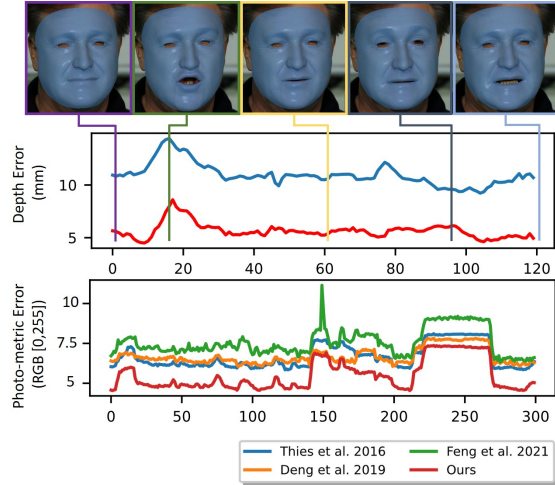 Depth Error
(mm)
10
5
0 20 40 60 80 100 120
Photo-metric Error
(RGB [0,255])
10
7.5
5
0 50 100 150 200 250 300
Thies et al. 2016 Feng et al. 2021
Deng et al. 2019 Ours